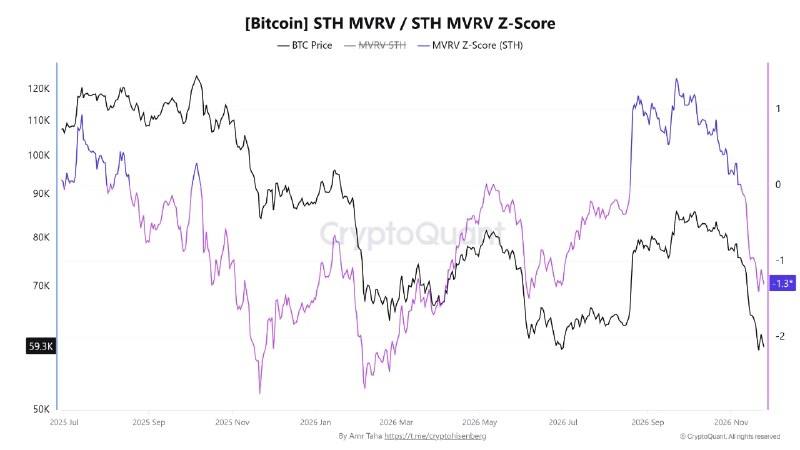 [Bitcoin] STH MVRV / STH MVRV Z-Score
BTC Price MVRV STH MVRV Z-Score (STH)
120K
110K
100K
90K
80K
70K
59.3K
50K
1
0
-1
-1.3*
-2
CryptoQuant
2025 Jul 2025 Sep 2025 Nov 2026 Jan 2026 Mar 2026 May 2026 Jul 2026 Sep 2026 Nov
By Amr Taha https://t.me/cryptohisenberg
© CryptoQuant. All rights reserved